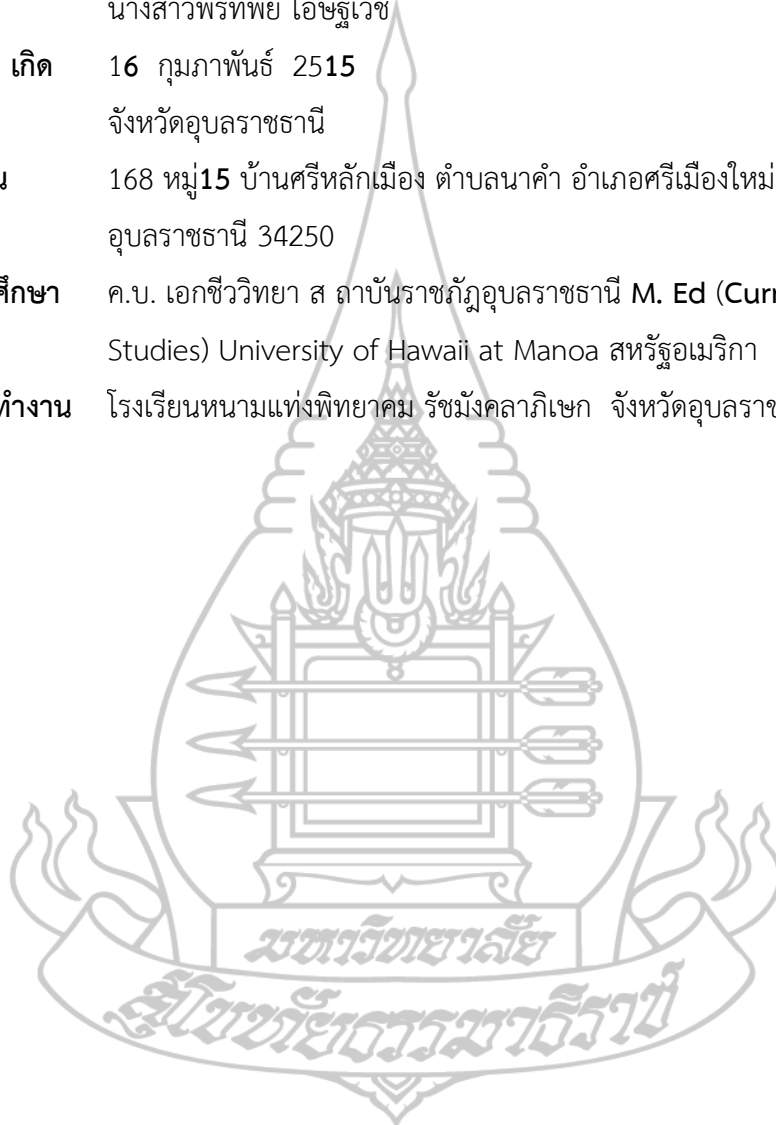 นางสาวพรทิพย์ โอษฐเวช
เกิด 16 กุมภาพันธ์ 2515
จังหวัดอุบลราชธานี
168 หมู่15 บ้านศรีหลักเมือง ตำบลนาคำ อำเภอศรีเมืองใหม่
อุบลราชธานี 34250
ค.บ. เอกชีววิทยา ส ถาบันราชภัฎอุบลราชธานี M. Ed (Curr
Studies) University of Hawaii at Manoa สหรัฐอเมริกา
ทำงาน โรงเรียนหนามแท่งพิทยาคม รัชมังคลาภิเษก จังหวัดอุบลราช
มหาวิทยาลัย
สุโขทัยธรรมาธิราช